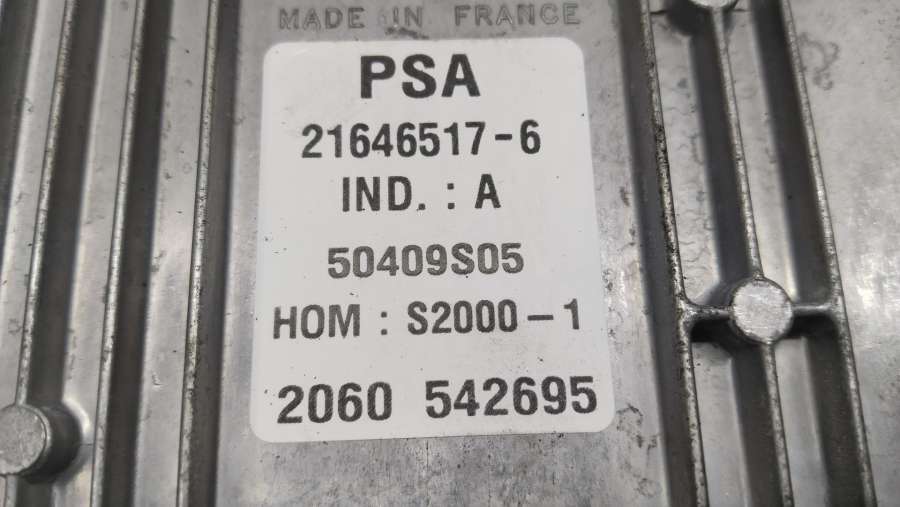 MADE IN FRANCE
PSA
21646517-6
IND. : A
50409S05
HOM : S2000-1
2060 542695